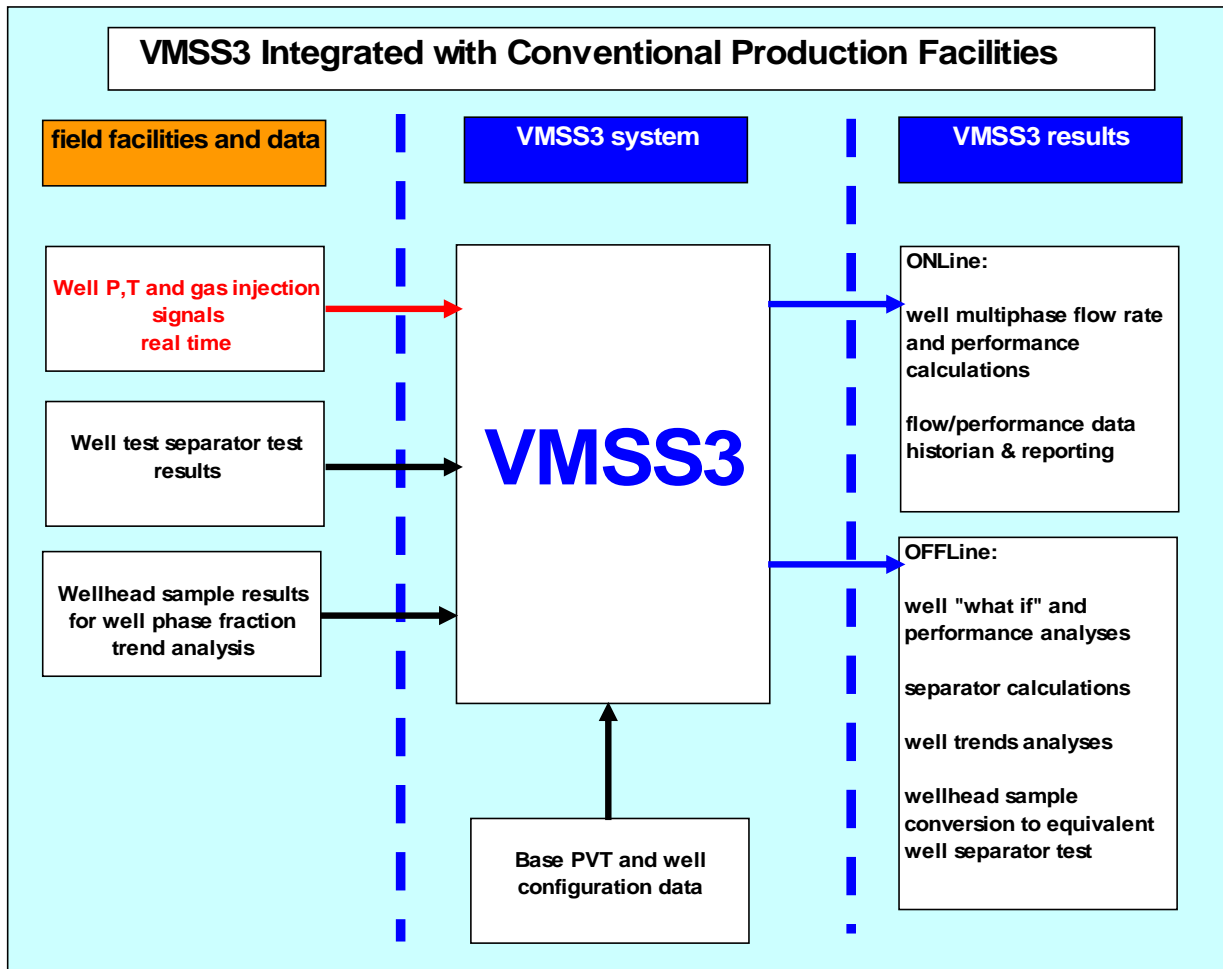 VMSS3 Integrated with Conventional Production Facilities
field facilities and data
VMSS3 system
VMSS3 results
Well P,T and gas injection
signals
real time
Well test separator test
results
Wellhead sample results
for well phase fraction
trend analysis
VMSS3
Base PVT and well
configuration data
ONLine:
well multiphase flow rate
and performance
calculations
flow/performance data
historian & reporting
OFFLine:
well "what if" and
performance analyses
separator calculations
well trends analyses
wellhead sample
conversion to equivalent
well separator test